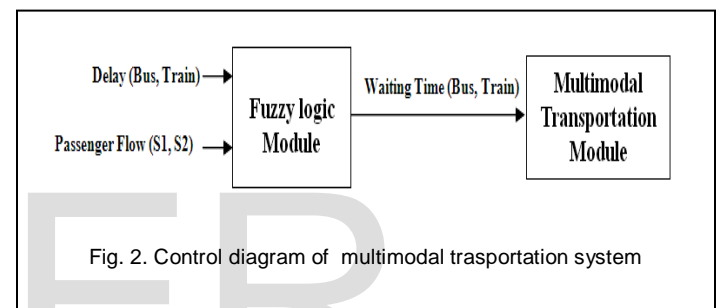 Delay (Bus, Train)
Passenger Flow (S1, S2)
Fuzzy logic
Module
Waiting Time (Bus, Train)
Multimodal
Transportation
Module
Fig. 2. Control diagram of multimodal trasportation system
ER